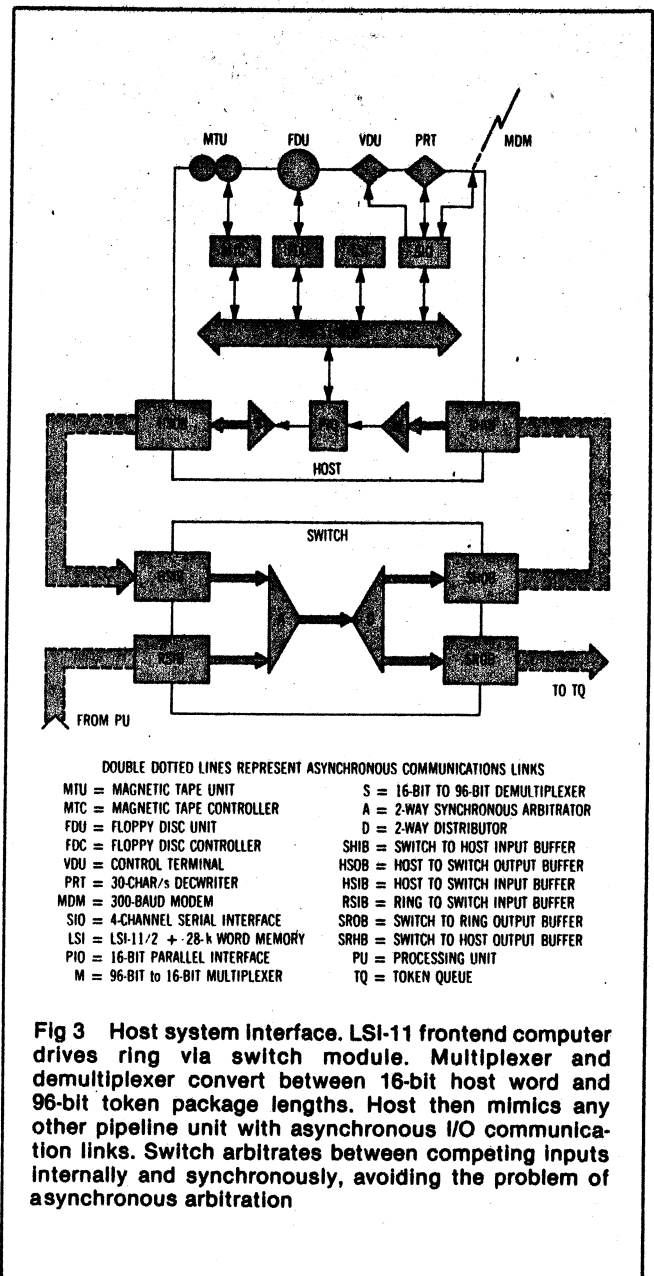 MTU FDU VDU PRT MDM
PIO
HOST
SWITCH
SHOB
RSIB SROB
TO TQ
FROM PU
DOUBLE DOTTED LINES REPRESENT ASYNCHRONOUS COMMUNICATIONS LINKS
MTU = MAGNETIC TAPE UNIT
MTC = MAGNETIC TAPE CONTROLLER
FDU = FLOPPY DISC UNIT
FDC = FLOPPY DISC CONTROLLER
VDU = CONTROL TERMINAL
PRT = 30-CHAR/s DECWRITER
MDM = 300-BAUD MODEM
SIO = 4-CHANNEL SERIAL INTERFACE
LSI = LSI-11/2 + 28-k WORD MEMORY
PIO = 16-BIT PARALLEL INTERFACE
M = 96-BIT to 16-BIT MULTIPLEXER
S = 16-BIT TO 96-BIT DEMULTIPLEXER
A = 2-WAY SYNCHRONOUS ARBITRATOR
D = 2-WAY DISTRIBUTOR
SHIB = SWITCH TO HOST INPUT BUFFER
HSOB = HOST TO SWITCH OUTPUT BUFFER
HSIB = HOST TO SWITCH INPUT BUFFER
RSIB = RING TO SWITCH INPUT BUFFER
SROB = SWITCH TO RING OUTPUT BUFFER
SRHB = SWITCH TO HOST OUTPUT BUFFER
PU = PROCESSING UNIT
TQ = TOKEN QUEUE
Fig 3 Host system interface. LSI-11 frontend computer
drives ring via switch module. Multiplexer and
demultiplexer convert between 16-bit host word and
96-bit token package lengths. Host then mimics any
other pipeline unit with asynchronous I/O communica-
tion links. Switch arbitrates between competing inputs
internally and synchronously, avoiding the problem of
asynchronous arbitration